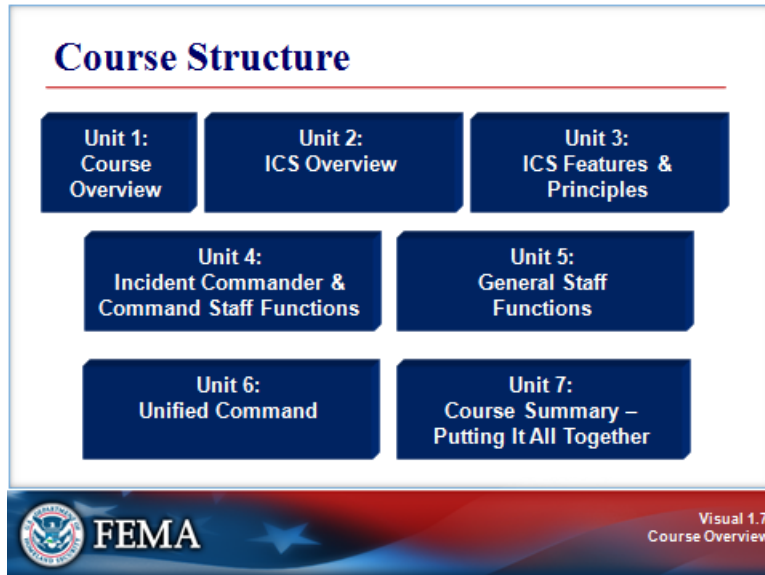 Course Structure
Unit 1:
Course
Overview
Unit 2:
ICS Overview
Unit 3:
ICS Features &
Principles
Unit 4:
Incident Commander &
Command Staff Functions
Unit 5:
General Staff
Functions
Unit 6:
Unified Command
Unit 7:
Course Summary –
Putting It All Together
FEMA
Visual 1.7
Course Overview